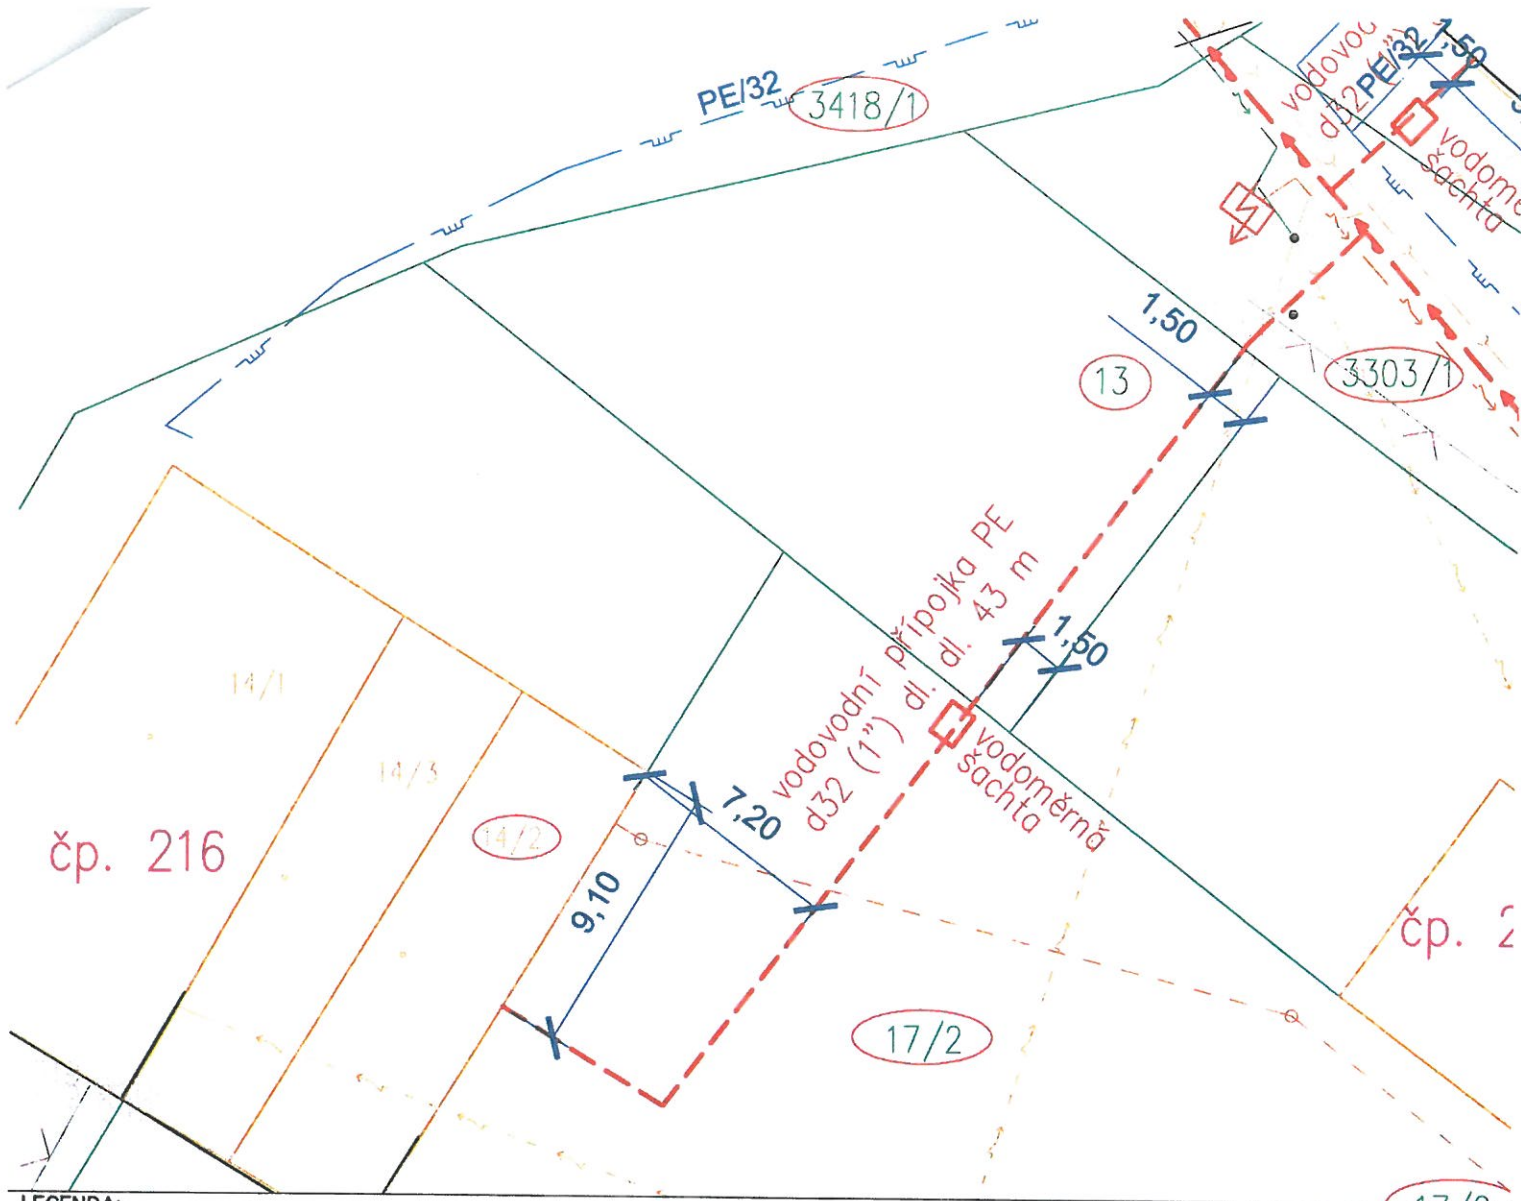 PE/32
3418/1
vodovod
d32 (1")
PE/32
1,50
vodomě
šachta
1,50
13
3303/1
vodovodní přípojka PE
d32 (1") dl. dl. 43 m
1,50
vodoměrná
šachta
14/1
14/3
14/2
7,20
9,10
čp. 216
čp. 2
17/2
LEGENDA: